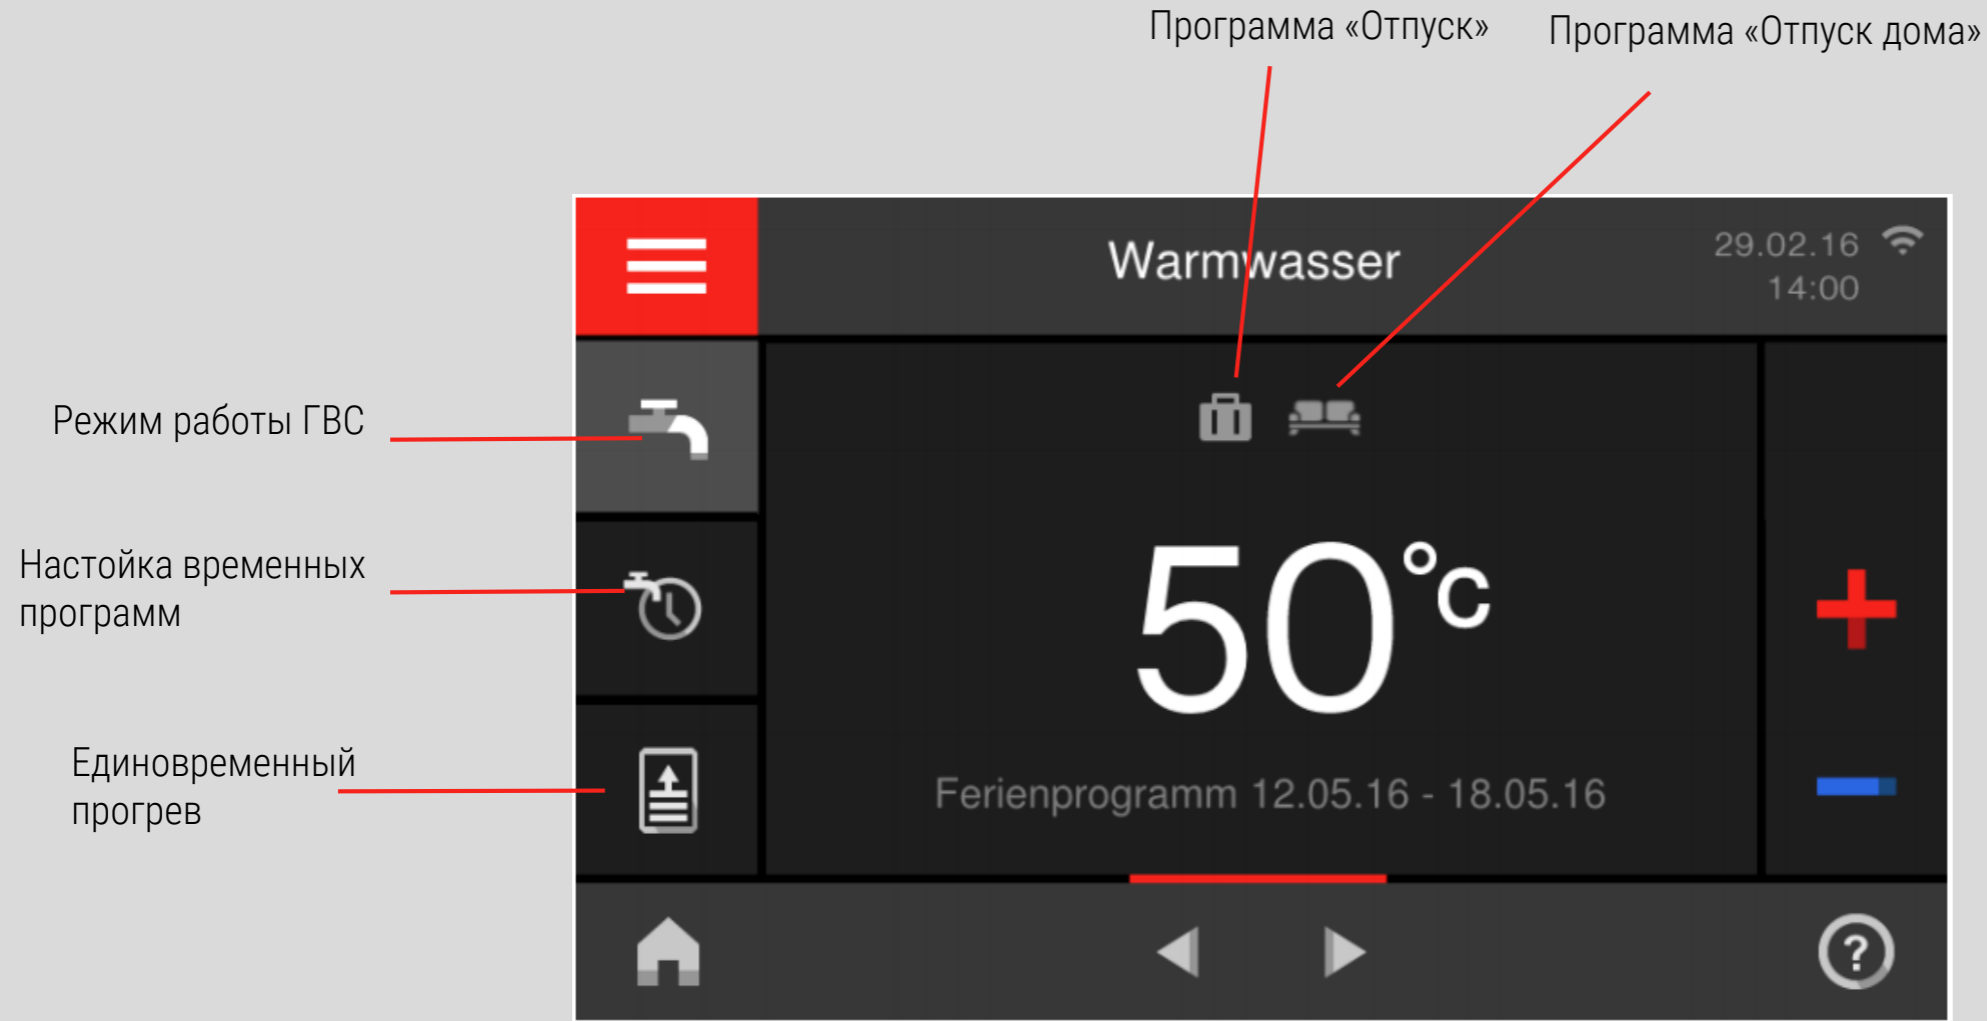 Программа «Отпуск»
Программа «Отпуск дома»
Warmwasser
29.02.16
14:00
Режим работы ГВС
Настойка временных
программ
50°C
Единовременный
прогрев
Ferienprogramm 12.05.16 - 18.05.16
?